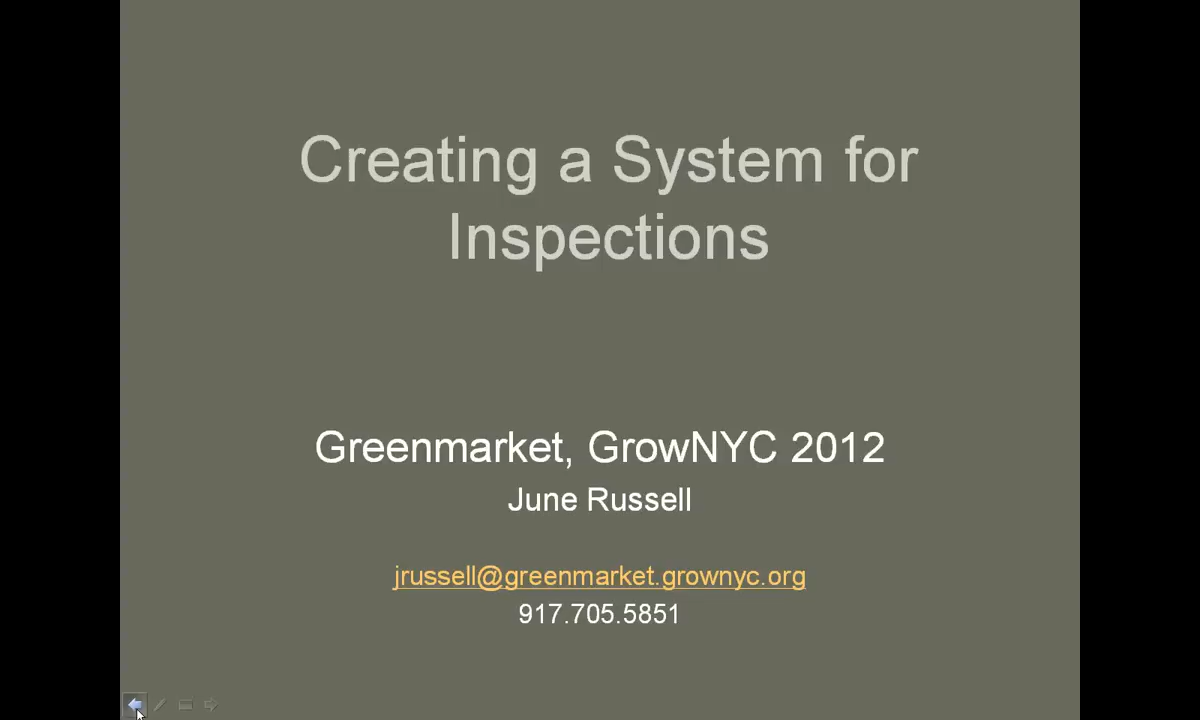 Creating a System for
Inspections
Greenmarket, GrowNYC 2012
June Russell
jrussell@greenmarket.grownyc.org
917.705.5851